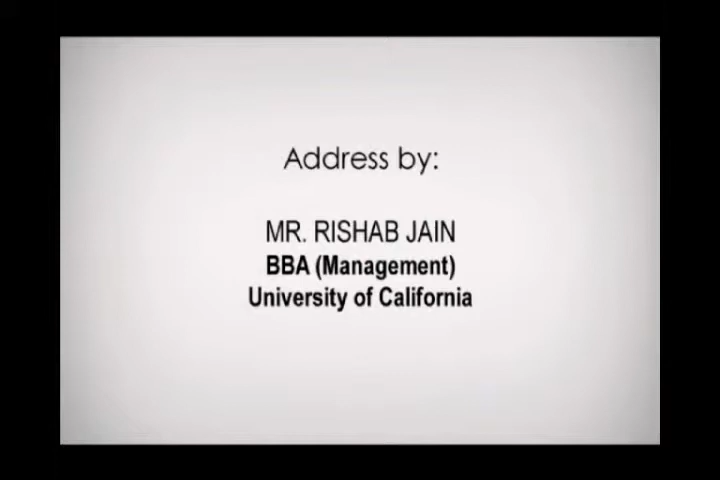 Address by:
MR. RISHAB JAIN
BBA (Management)
University of California